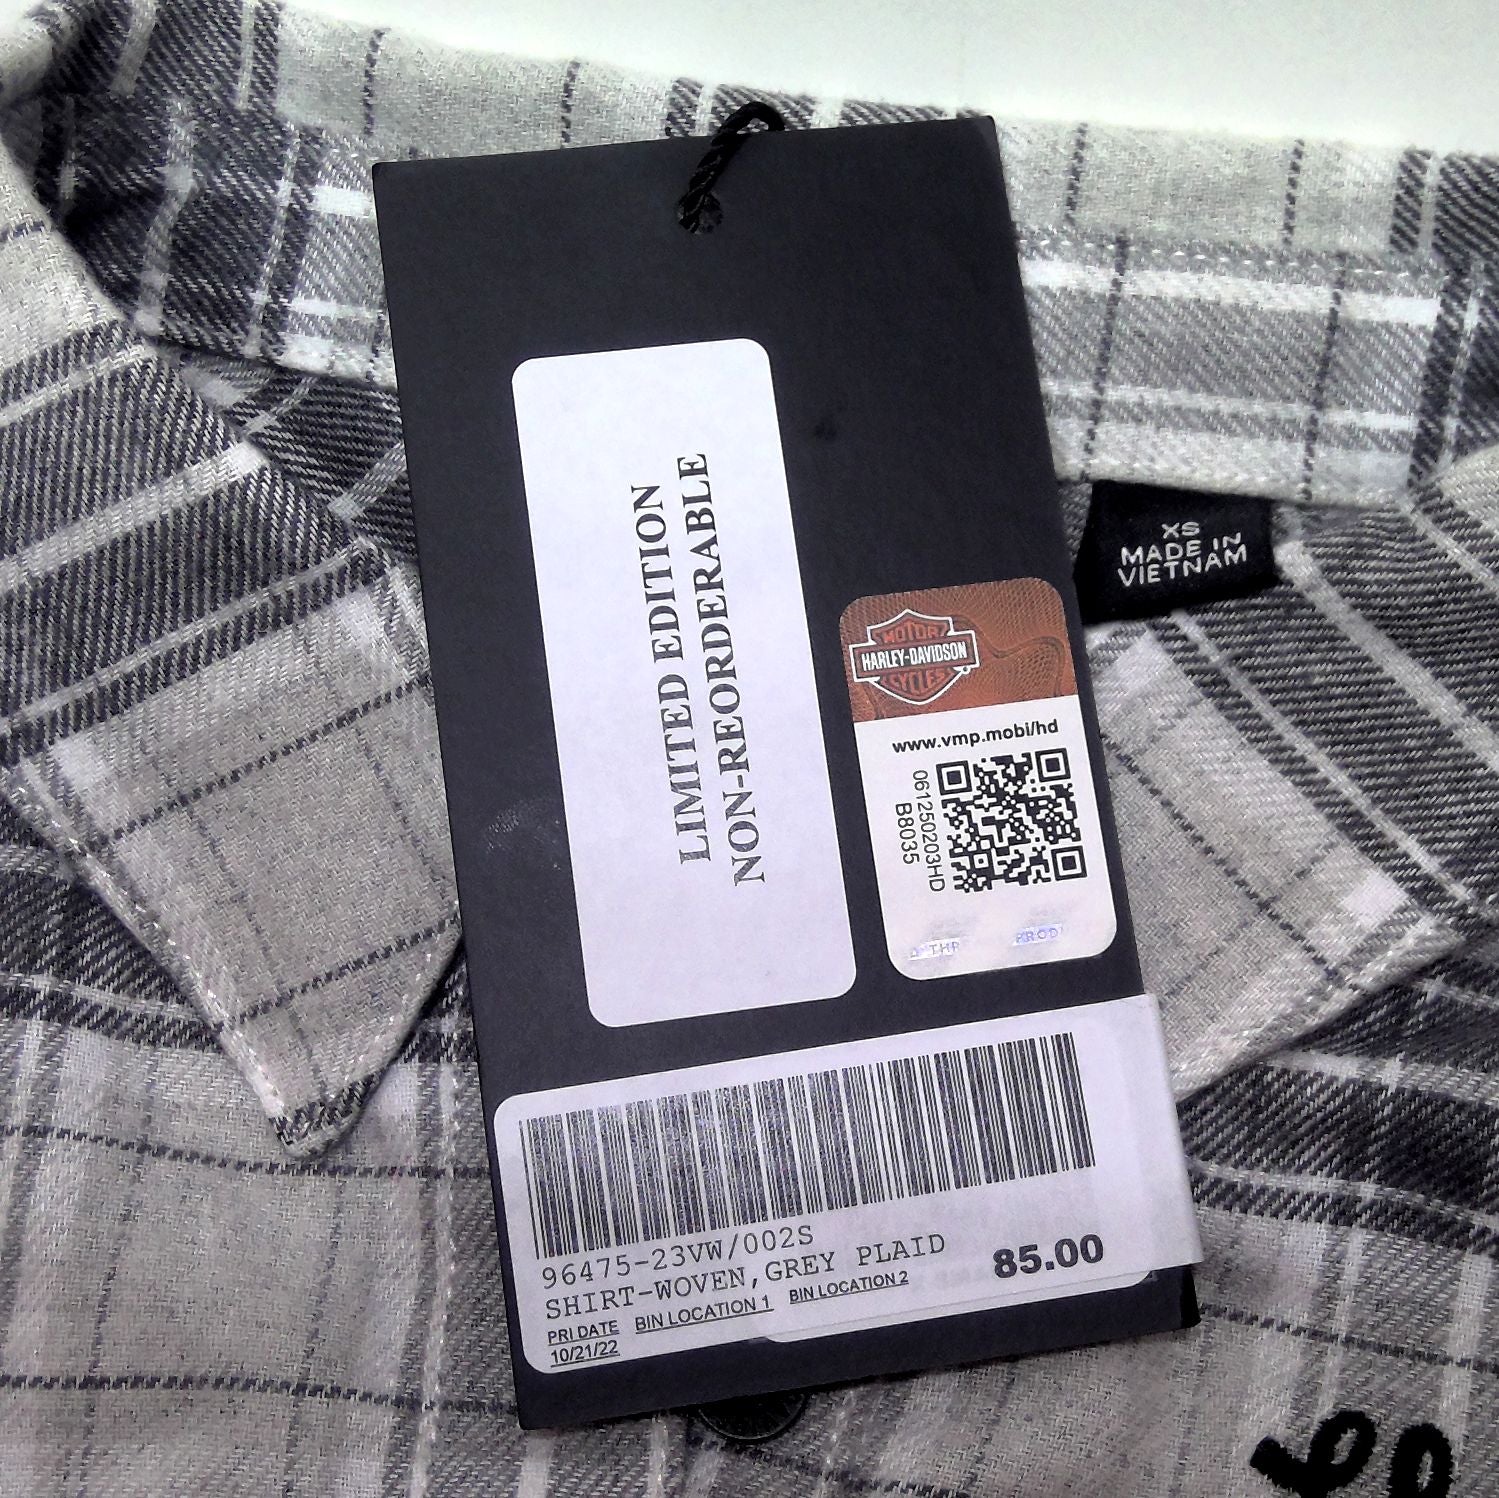 LIMITED EDITION
NON-REORDERABLE
XS
MADE IN
VIETNAM
MOTOR
HARLEY-DAVIDSON
CYCLES
www.vmp.mobi/hd
061250203HD
B8035
96475-23VW/002S
SHIRT-WOVEN,GREY PLAID
85.00
PRI DATE
BIN LOCATION 1
BIN LOCATION 2
10/21/22